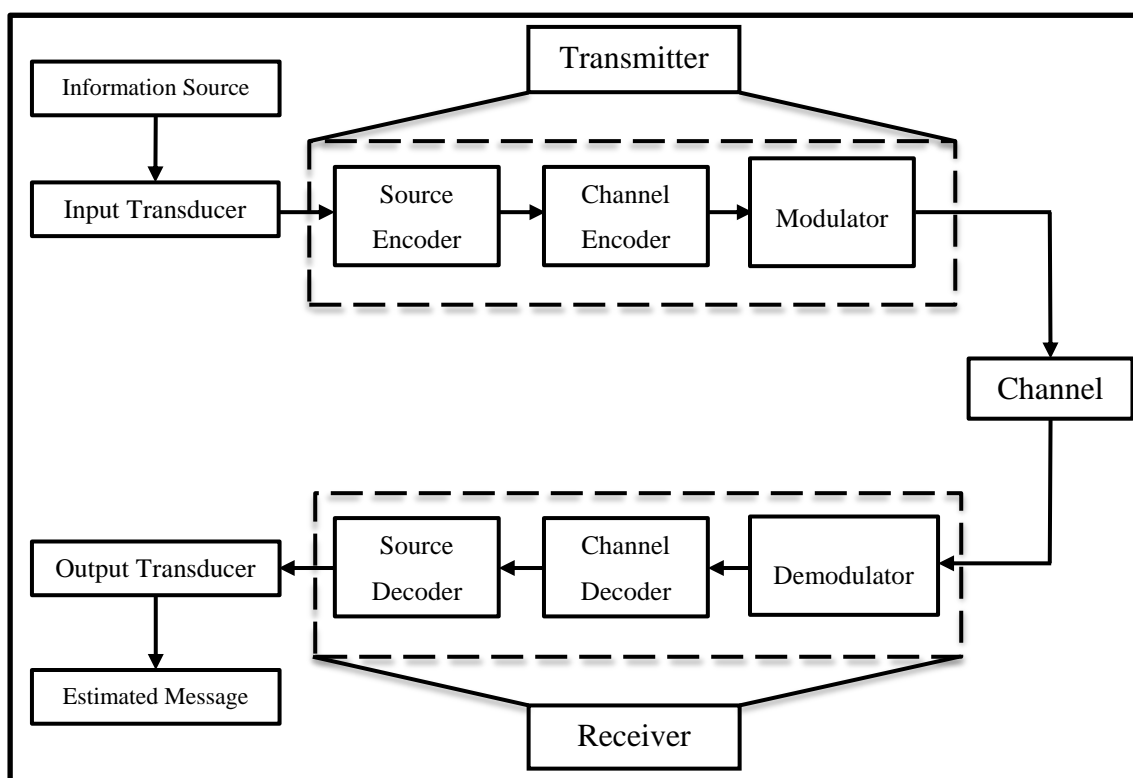 Transmitter
Information Source
Input Transducer
Source
Encoder
Channel
Encoder
Modulator
Channel
Output Transducer
Source
Decoder
Channel
Decoder
Demodulator
Estimated Message
Receiver